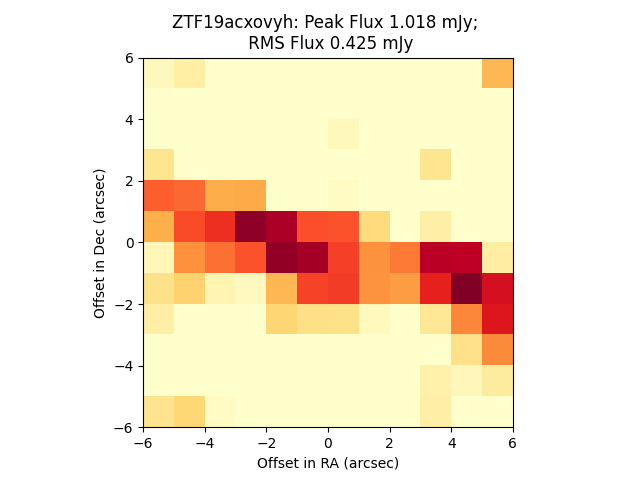 ZTF19acxovyh: Peak Flux 1.018 mJy;
RMS Flux 0.425 mJy
6
4
2
0
−2
−4
−6
Offset in Dec (arcsec)
−6 −4 −2 0 2 4 6
Offset in RA (arcsec)